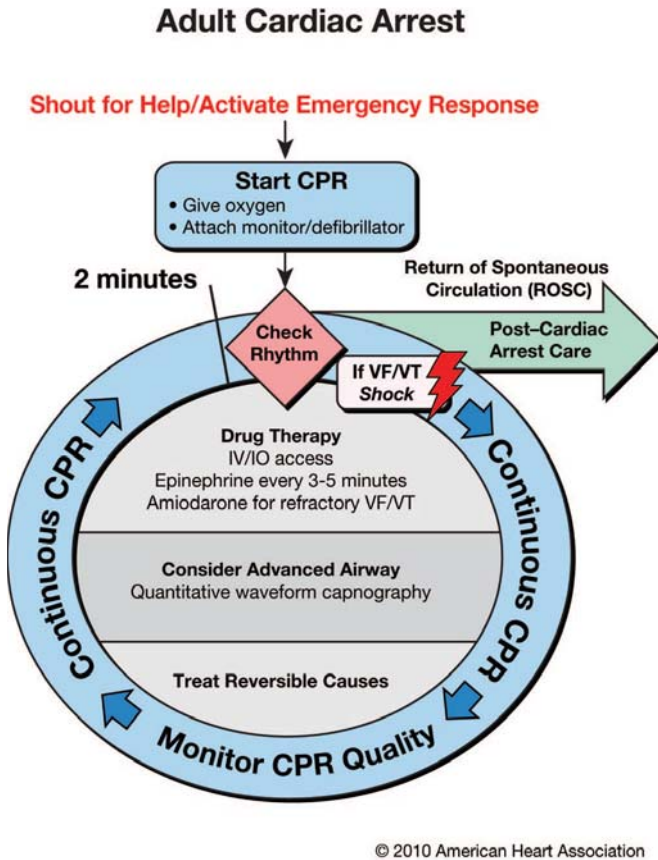 Adult Cardiac Arrest
Shout for Help/Activate Emergency Response
Start CPR
• Give oxygen
• Attach monitor/defibrillator
2 minutes
Return of Spontaneous
Circulation (ROSC)
Post–Cardiac
Arrest Care
Check
Rhythm
If VF/VT
Shock
Drug Therapy
IV/IO access
Epinephrine every 3-5 minutes
Amiodarone for refractory VF/VT
Consider Advanced Airway
Quantitative waveform capnography
Treat Reversible Causes
Continuous CPR
Continuous CPR
Monitor CPR Quality
© 2010 American Heart Association